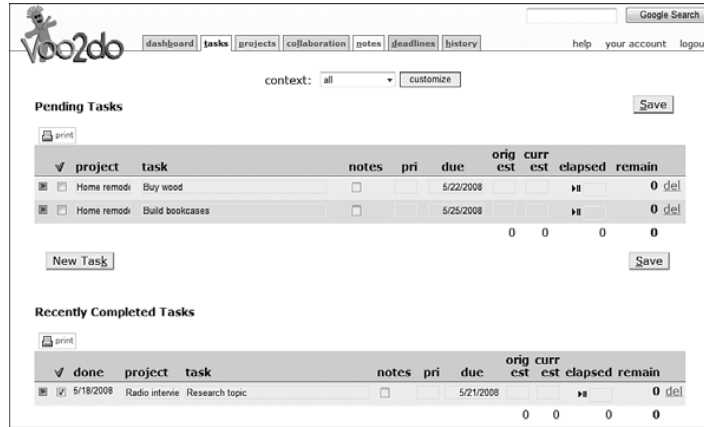 Google Search
Voo2do
dashboard tasks projects collaboration notes deadlines history
help your account logou
context: all customize
Pending Tasks Save
print
project task notes pri due orig est curr est elapsed remain
Home remode Buy wood 5/22/2008 0 del
Home remode Build bookcases 5/25/2008 0 del
0 0 0 0
New Task Save
Recently Completed Tasks
print
done project task notes pri due orig est curr est elapsed remain
5/18/2008 Radio intervie Research topic 5/21/2008 0 del
0 0 0 0